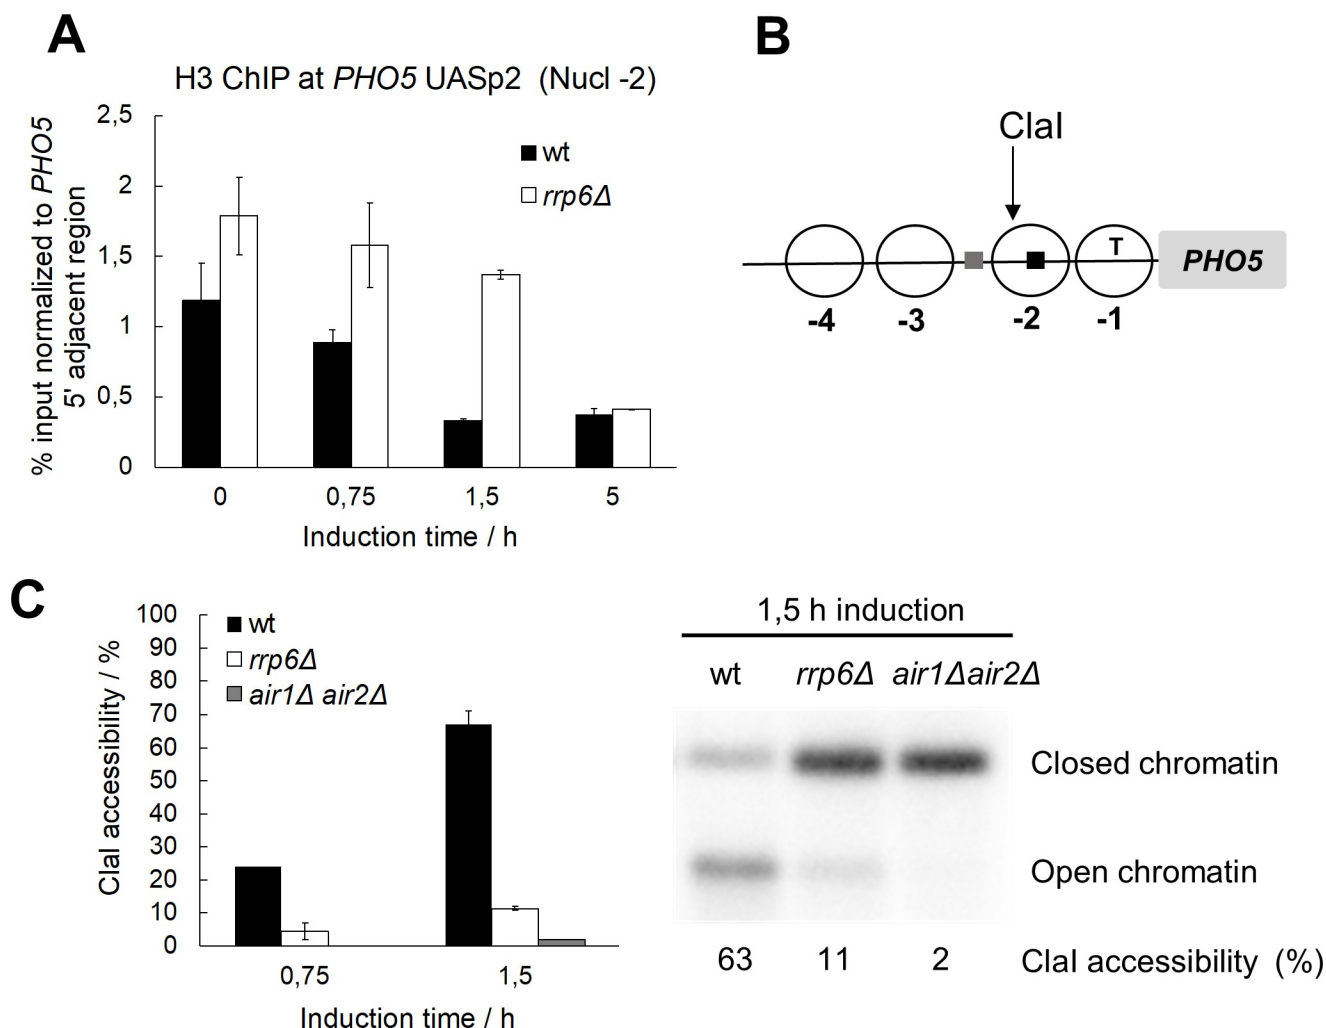 A
H3 ChIP at PHO5 UASp2 (Nucl -2)
% input normalized to PHO5
5' adjacent region
2,5
2
1,5
1
0,5
0
wt
rrp6Δ
0
0,75
1,5
5
Induction time / h
B
ClaI
T
PHO5
-4
-3
-2
-1
C
ClaI accessibility / %
100
90
80
70
60
50
40
30
20
10
0
wt
rrp6Δ
air1Δ air2Δ
0,75
1,5
Induction time / h
1,5 h induction
wt
rrp6Δ
air1Δair2Δ
Closed chromatin
Open chromatin
63
11
2
ClaI accessibility (%)